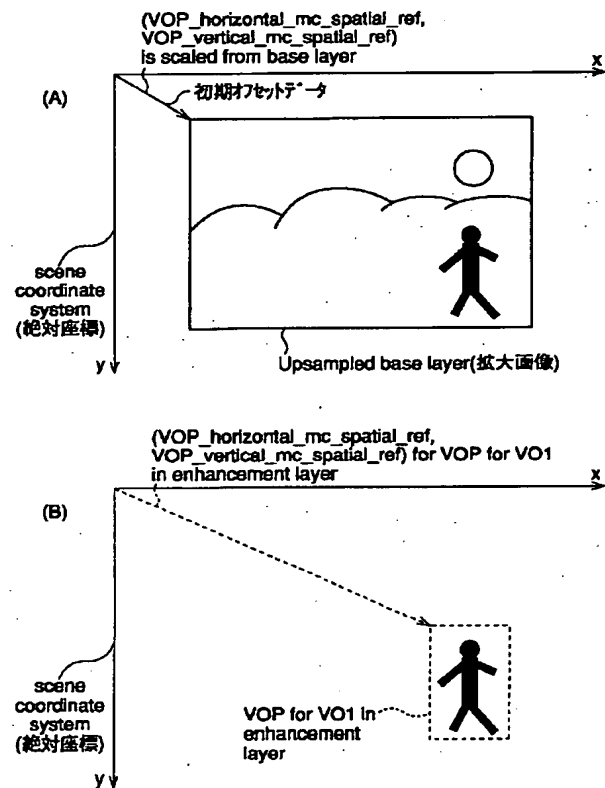 (VOP_horizontal_mc_spatial_ref,
VOP_vertical_mc_spatial_ref)
is scaled from base layer
x
(A)
初期オフセットデータ
scene
coordinate
system
(絶対座標)
y
Upsampled base layer(拡大画像)
(VOP_horizontal_mc_spatial_ref,
VOP_vertical_mc_spatial_ref) for VOP for VO1
in enhancement layer
x
(B)
scene
coordinate
system
(絶対座標)
VOP for VO1 in
enhancement
layer
y